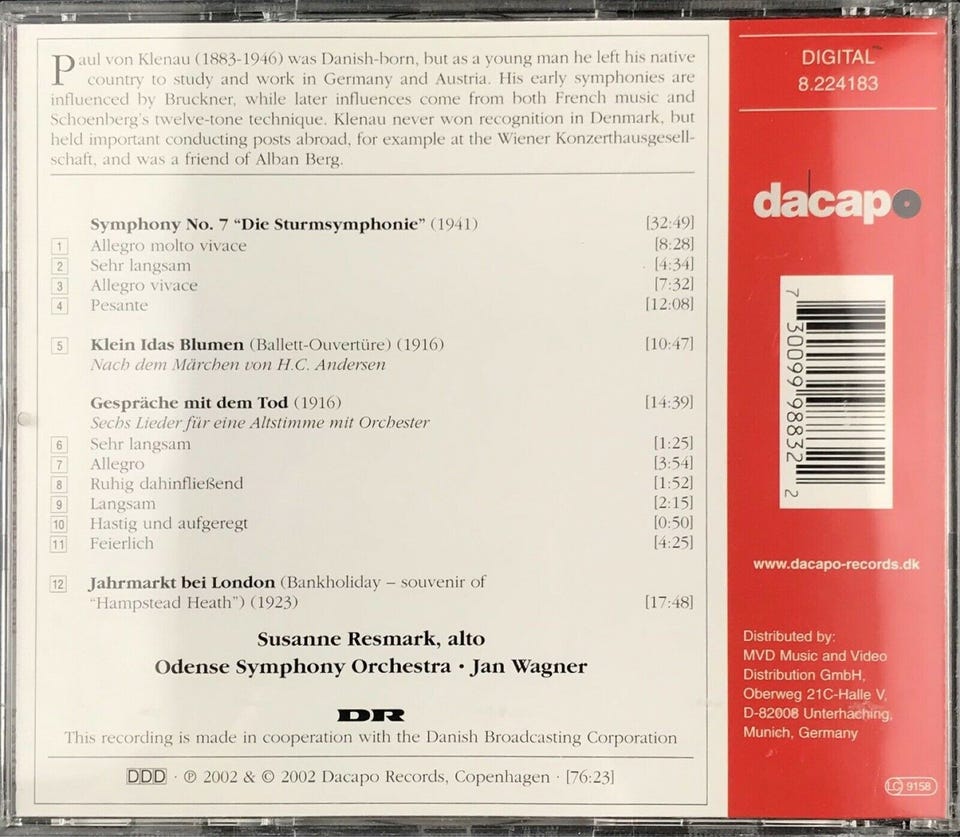 Paul von Klenau (1883-1946) was Danish-born, but as a young man he left his native
country to study and work in Germany and Austria. His early symphonies are
influenced by Bruckner, while later influences come from both French music and
Schoenberg's twelve-tone technique. Klenau never won recognition in Denmark, but
held important conducting posts abroad, for example at the Wiener Konzerthausgesell-
schaft, and was a friend of Alban Berg.
Symphony No. 7 “Die Sturmsymphonie” (1941) [32:49]
1 Allegro molto vivace [8:28]
2 Sehr langsam [4:34]
3 Allegro vivace [7:32]
4 Pesante [12:08]
5 Klein Idas Blumen (Ballett-Ouvertüre) (1916) [10:47]
Nach dem Märchen von H.C. Andersen
Gespräche mit dem Tod (1916) [14:39]
Sechs Lieder für eine Altstimme mit Orchester
6 Sehr langsam [1:25]
7 Allegro [3:54]
8 Ruhig dahinfließend [1:52]
9 Langsam [2:15]
10 Hastig und aufgeregt [0:50]
11 Feierlich [4:25]
12 Jahrmarkt bei London (Bankholiday – souvenir of
“Hampstead Heath”) (1923) [17:48]
Susanne Resmark, alto
Odense Symphony Orchestra · Jan Wagner
DR
This recording is made in cooperation with the Danish Broadcasting Corporation
DDD · ℗ 2002 & © 2002 Dacapo Records, Copenhagen · [76:23]
DIGITAL
8.224183
dacapo
7 30099 98832 2
www.dacapo-records.dk
Distributed by:
MVD Music and Video
Distribution GmbH,
Oberweg 21C-Halle V,
D-82008 Unterhaching,
Munich, Germany
LC 9158